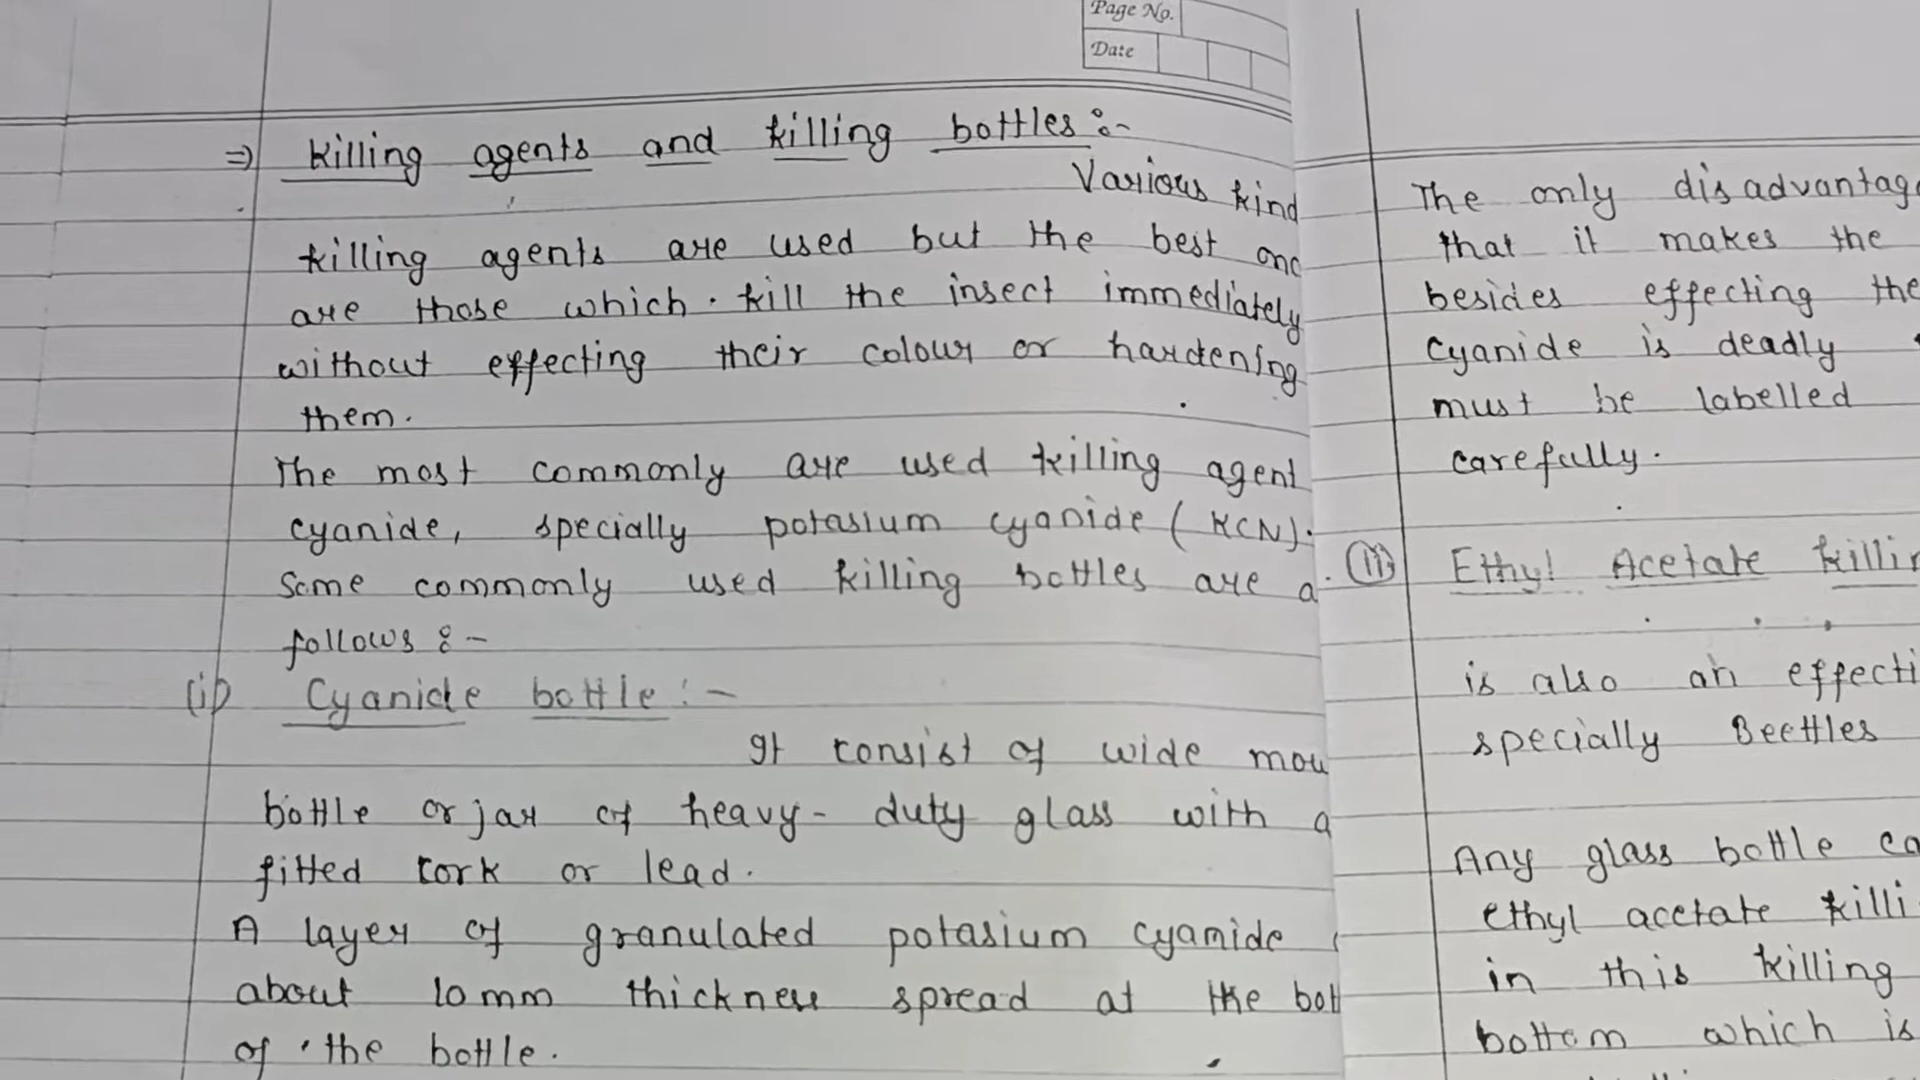 Page No.
Date
⇒ Killing agents and killing bottles :-
Various kind
killing agents are used but the best one
are those which kill the insect immediately
without effecting their colour or hardening
them.
The most commonly are used killing agent
cyanide, specially potasium cyanide (KCN).
Some commonly used killing bottles are a
follows :-
(i) Cyanide bottle :-
It consist of wide mou
bottle or jar of heavy-duty glass with a
fitted cork or lead.
A layer of granulated potasium cyamide
about 10 mm thickness spread at the bott
of the bottle.
The only disadvantag
that it makes the
besides effecting the
Cyanide is deadly
must be labelled
carefully.
(ii) Ethyl Acetate killin
is also an effecti
specially Beettles
Any glass bottle ca
ethyl acetate killi
in this killing
bottom which is